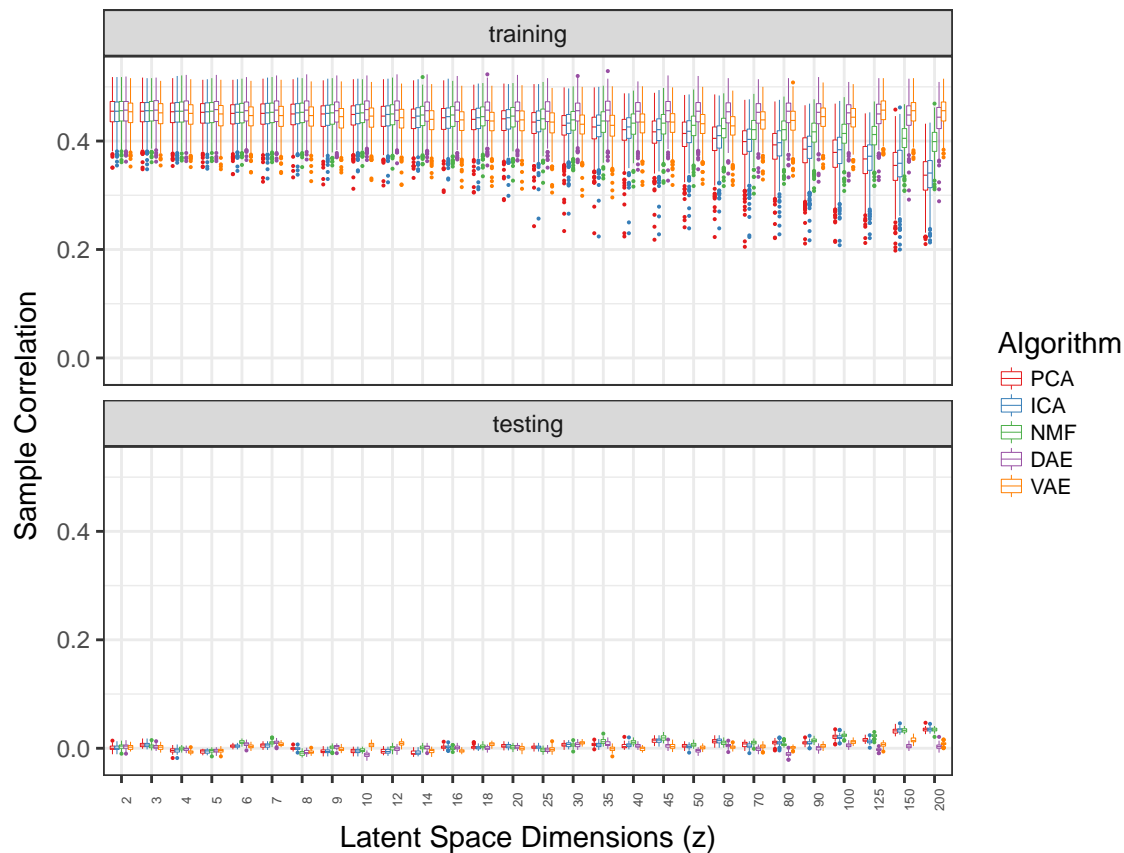 training
0.4
0.2
0.0
testing
0.4
0.2
0.0
Sample Correlation
2 3 4 5 6 7 8 9 10 12 14 16 18 20 25 30 35 40 45 50 60 70 80 90 100 125 150 200
Latent Space Dimensions (z)
Algorithm
PCA
ICA
NMF
DAE
VAE